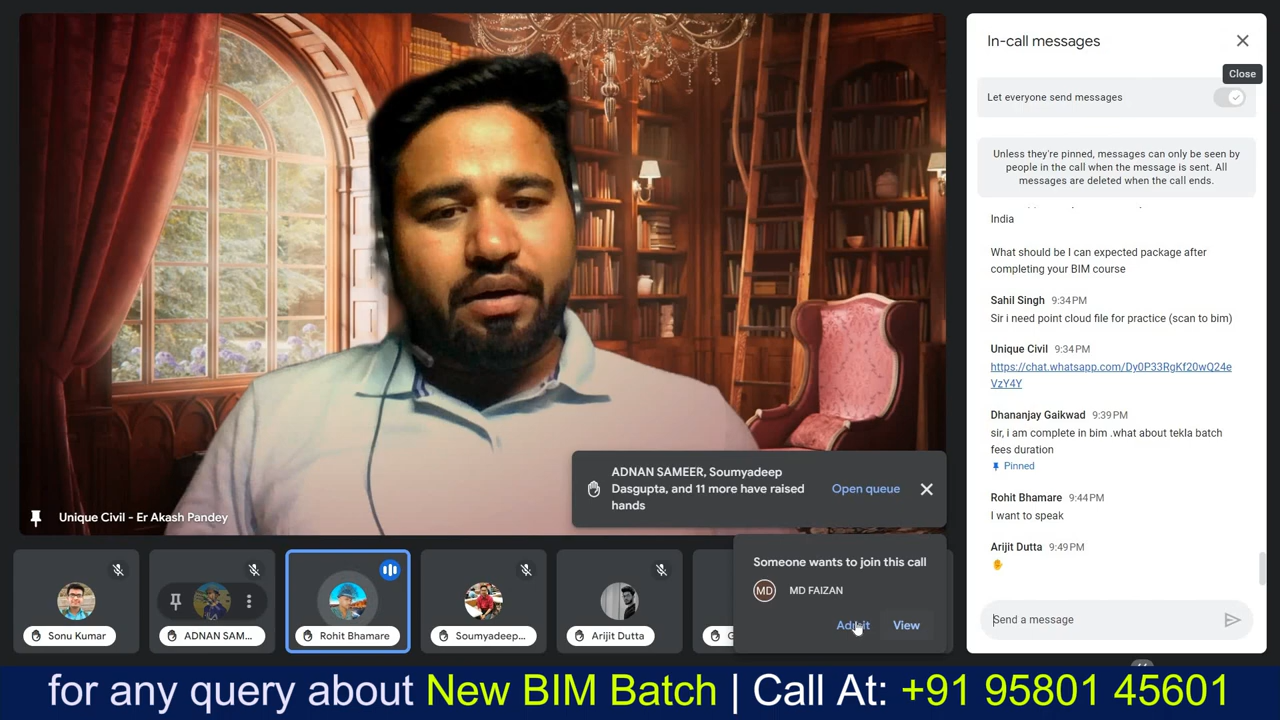 In-call messages
Close
Let everyone send messages
Unless they're pinned, messages can only be seen by
people in the call when the message is sent. All
messages are deleted when the call ends.
India
What should be I can expected package after
completing your BIM course
Sahil Singh 9:34 PM
Sir i need point cloud file for practice (scan to bim)
Unique Civil 9:34 PM
https://chat.whatsapp.com/Dy0P33RgKf20wQ24e
VzY4Y
Dhananjay Gaikwad 9:39 PM
sir, i am complete in bim .what about tekla batch
fees duration
Pinned
Rohit Bhamare 9:44 PM
I want to speak
Arijit Dutta 9:49 PM
Send a message
ADNAN SAMEER, Soumyadeep
Dasgupta, and 11 more have raised
hands
Open queue
Unique Civil - Er Akash Pandey
Someone wants to join this call
MD MD FAIZAN
Admit View
Sonu Kumar
ADNAN SAM...
Rohit Bhamare
Soumyadeep...
Arijit Dutta
for any query about New BIM Batch | Call At: +91 95801 45601